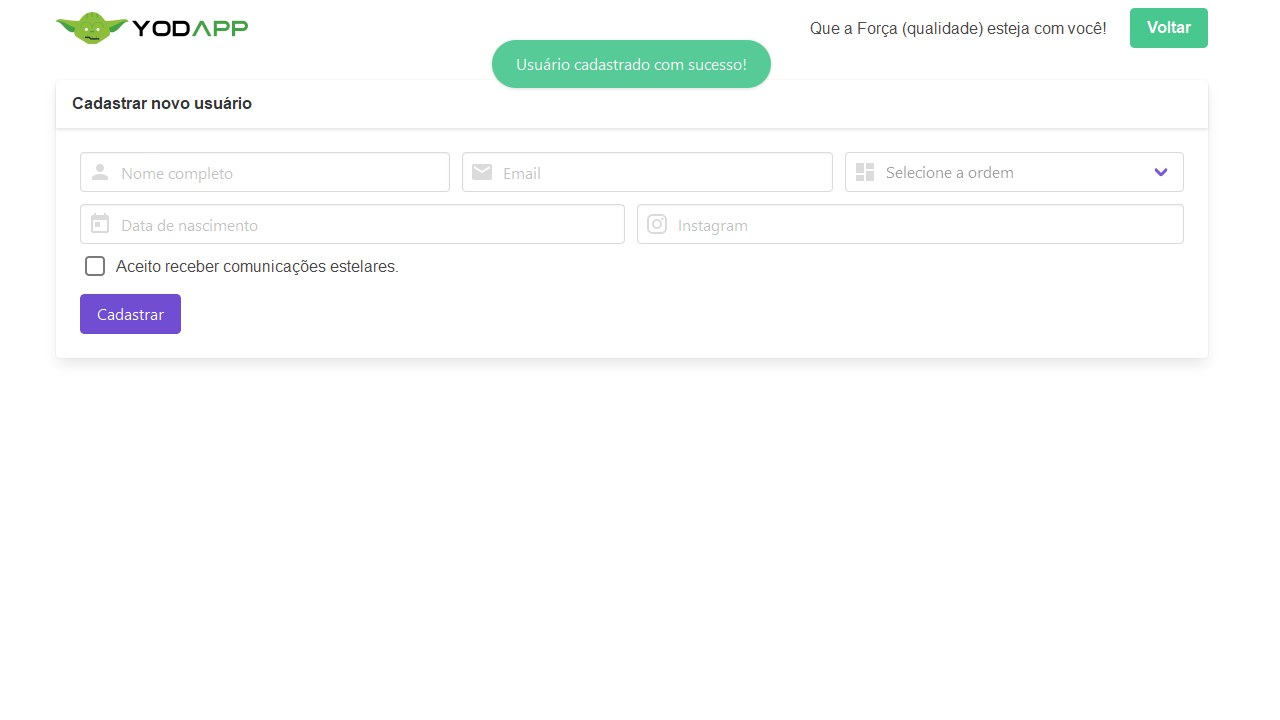 YODAPP
Que a Força (qualidade) esteja com você!
Voltar
Usuário cadastrado com sucesso!
Cadastrar novo usuário
Nome completo
Email
Selecione a ordem
Data de nascimento
Instagram
Aceito receber comunicações estelares.
Cadastrar